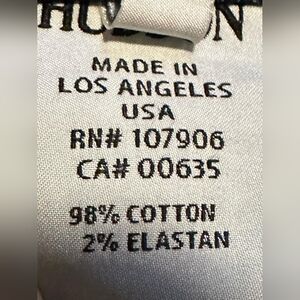 MADE IN
LOS ANGELES
USA
RN# 107906
CA# 00635
98% COTTON
2% ELASTAN